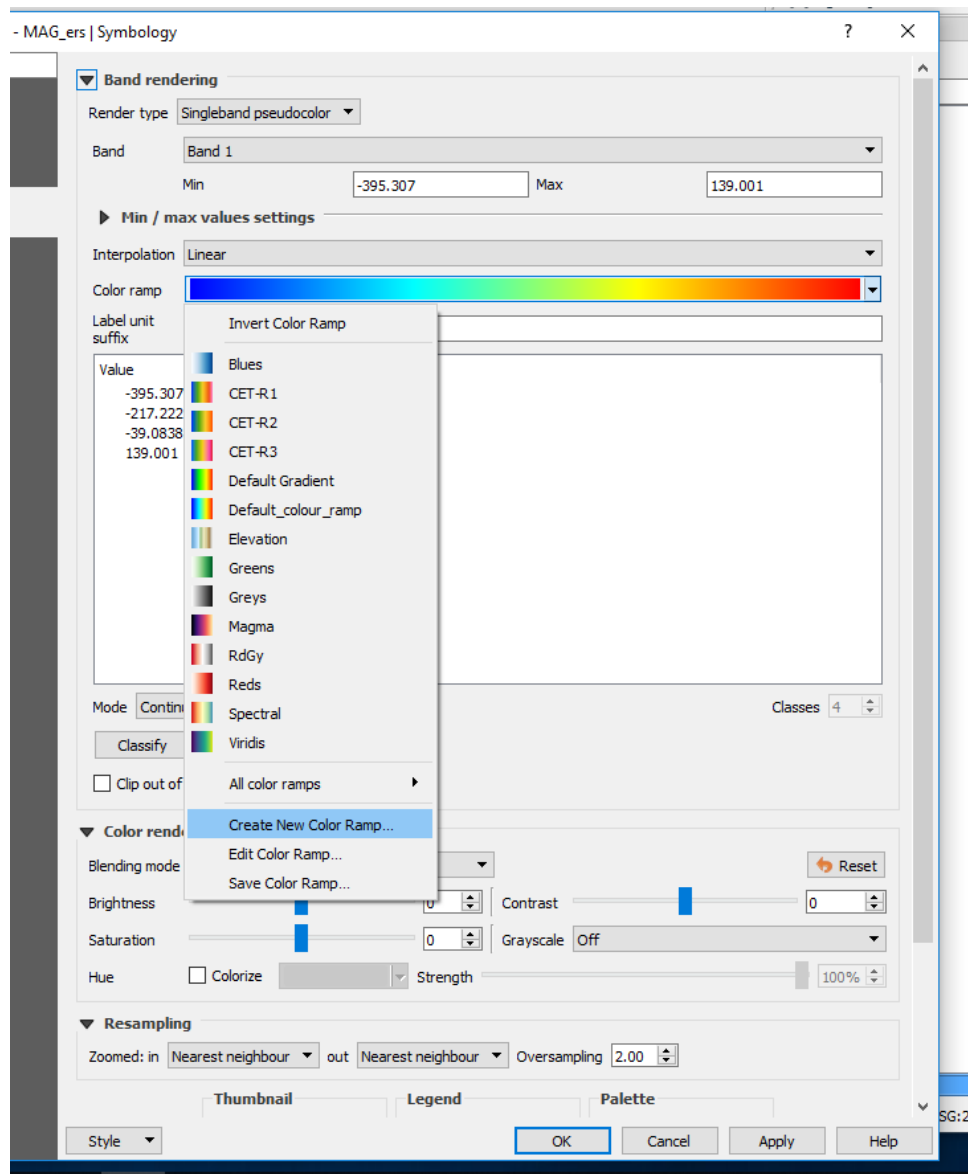 - MAG_ers | Symbology ? ×
Band rendering
Render type Singleband pseudocolor
Band Band 1
Min -395.307 Max 139.001
Min / max values settings
Interpolation Linear
Color ramp
Label unit
suffix
Invert Color Ramp
Value
-395.307
-217.222
-39.0838
139.001
Blues
CET-R1
CET-R2
CET-R3
Default Gradient
Default_colour_ramp
Elevation
Greens
Greys
Magma
RdGy
Reds
Spectral
Viridis
All color ramps
Create New Color Ramp...
Edit Color Ramp...
Save Color Ramp...
Mode Contin
Classes 4
Classify
Clip out of
Color rende
Blending mode
Reset
Brightness 0 Contrast 0
Saturation 0 Grayscale Off
Hue Colorize Strength 100%
Resampling
Zoomed: in Nearest neighbour out Nearest neighbour Oversampling 2.00
Thumbnail Legend Palette
SG:2
Style OK Cancel Apply Help